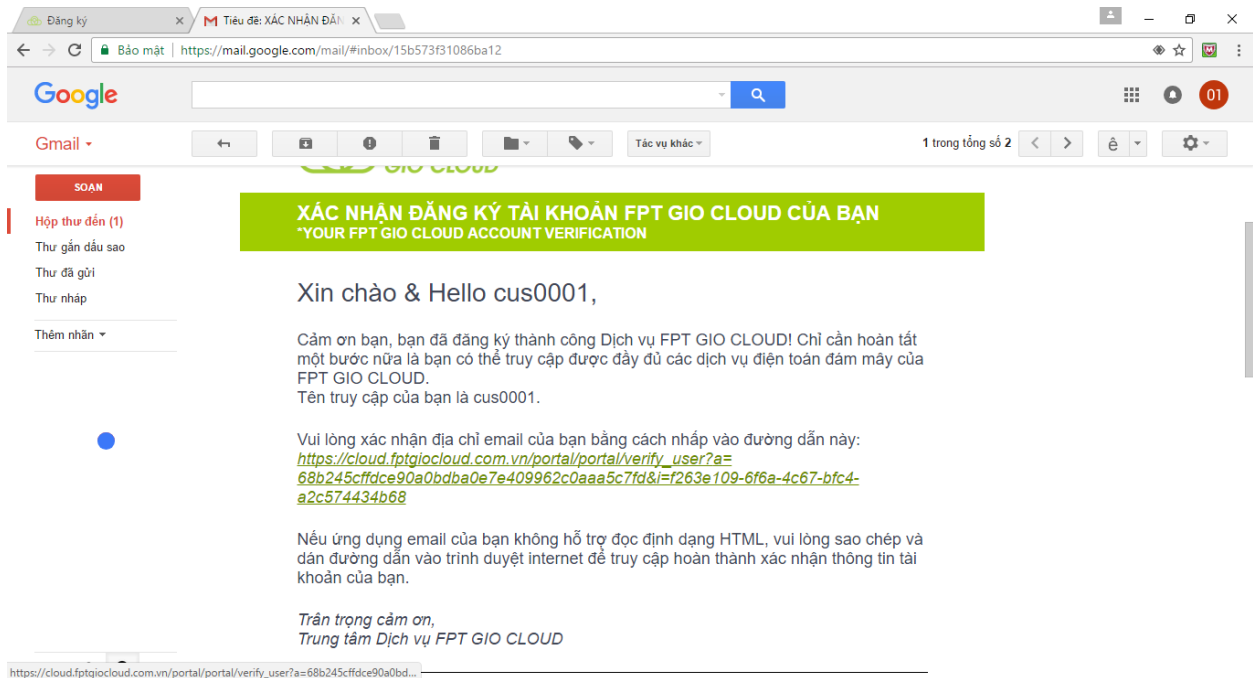 Đăng ký
Tiêu đề: XÁC NHẬN ĐĂN
Bảo mật
https://mail.google.com/mail/#inbox/15b573f31086ba12
Google
01
Gmail
Tác vụ khác
1 trong tổng số 2
ê
SOẠN
Hộp thư đến (1)
Thư gắn dấu sao
Thư đã gửi
Thư nháp
Thêm nhãn
GIO CLOUD
XÁC NHẬN ĐĂNG KÝ TÀI KHOẢN FPT GIO CLOUD CỦA BẠN
*YOUR FPT GIO CLOUD ACCOUNT VERIFICATION
Xin chào & Hello cus0001,
Cảm ơn bạn, bạn đã đăng ký thành công Dịch vụ FPT GIO CLOUD! Chỉ cần hoàn tất
một bước nữa là bạn có thể truy cập được đầy đủ các dịch vụ điện toán đám mây của
FPT GIO CLOUD.
Tên truy cập của bạn là cus0001.
Vui lòng xác nhận địa chỉ email của bạn bằng cách nhấp vào đường dẫn này:
https://cloud.fptgiocloud.com.vn/portal/portal/verify_user?a=
68b245cffdce90a0bdba0e7e409962c0aaa5c7fd&i=f263e109-6f6a-4c67-bfc4-
a2c574434b68
Nếu ứng dụng email của bạn không hỗ trợ đọc định dạng HTML, vui lòng sao chép và
dán đường dẫn vào trình duyệt internet để truy cập hoàn thành xác nhận thông tin tài
khoản của bạn.
Trân trọng cảm ơn,
Trung tâm Dịch vụ FPT GIO CLOUD
https://cloud.fptgiocloud.com.vn/portal/portal/verify_user?a=68b245cffdce90a0bd...